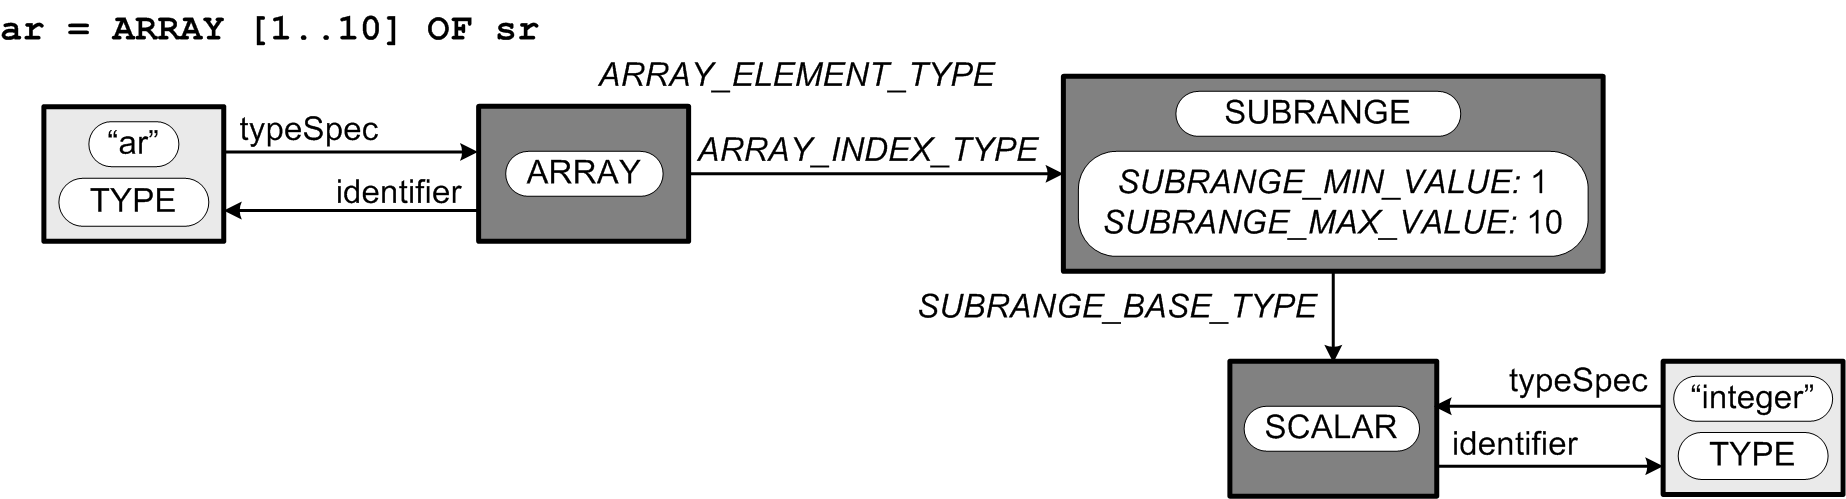 ar = ARRAY [1..10] OF sr
ARRAY_ELEMENT_TYPE
“ar”
TYPE
typeSpec
identifier
ARRAY
ARRAY_INDEX_TYPE
SUBRANGE
SUBRANGE_MIN_VALUE: 1
SUBRANGE_MAX_VALUE: 10
SUBRANGE_BASE_TYPE
SCALAR
typeSpec
identifier
“integer”
TYPE